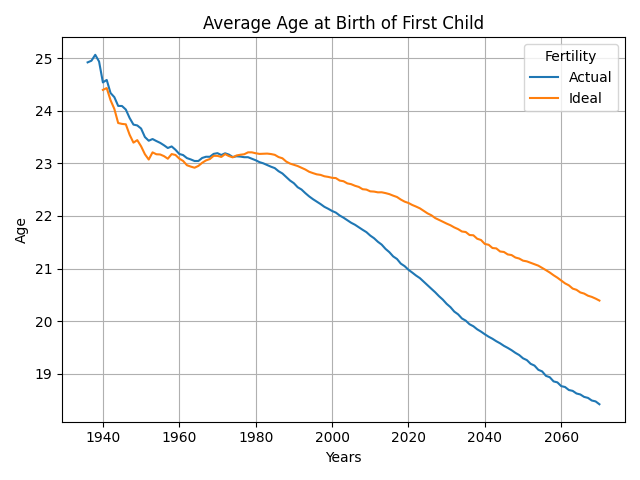 Average Age at Birth of First Child
Fertility
Actual
Ideal
Age
25
24
23
22
21
20
19
1940 1960 1980 2000 2020 2040 2060
Years